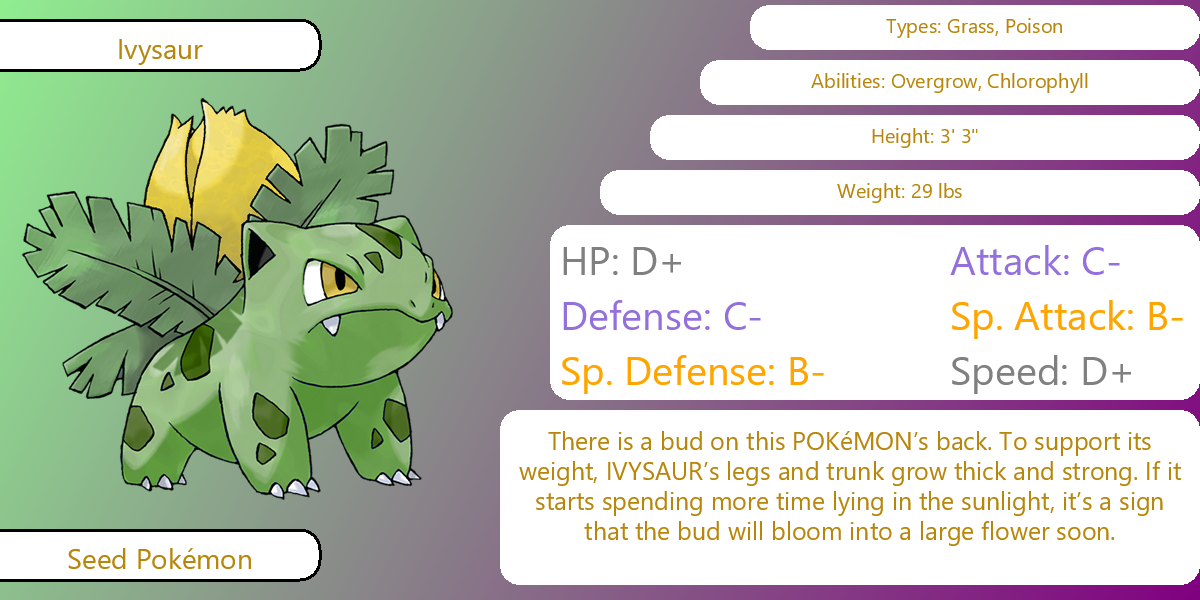 Ivysaur
Types: Grass, Poison
Abilities: Overgrow, Chlorophyll
Height: 3' 3"
Weight: 29 lbs
HP: D+
Attack: C-
Defense: C-
Sp. Attack: B-
Sp. Defense: B-
Speed: D+
There is a bud on this POKéMON’s back. To support its
weight, IVYSAUR’s legs and trunk grow thick and strong. If it
starts spending more time lying in the sunlight, it’s a sign
that the bud will bloom into a large flower soon.
Seed Pokémon